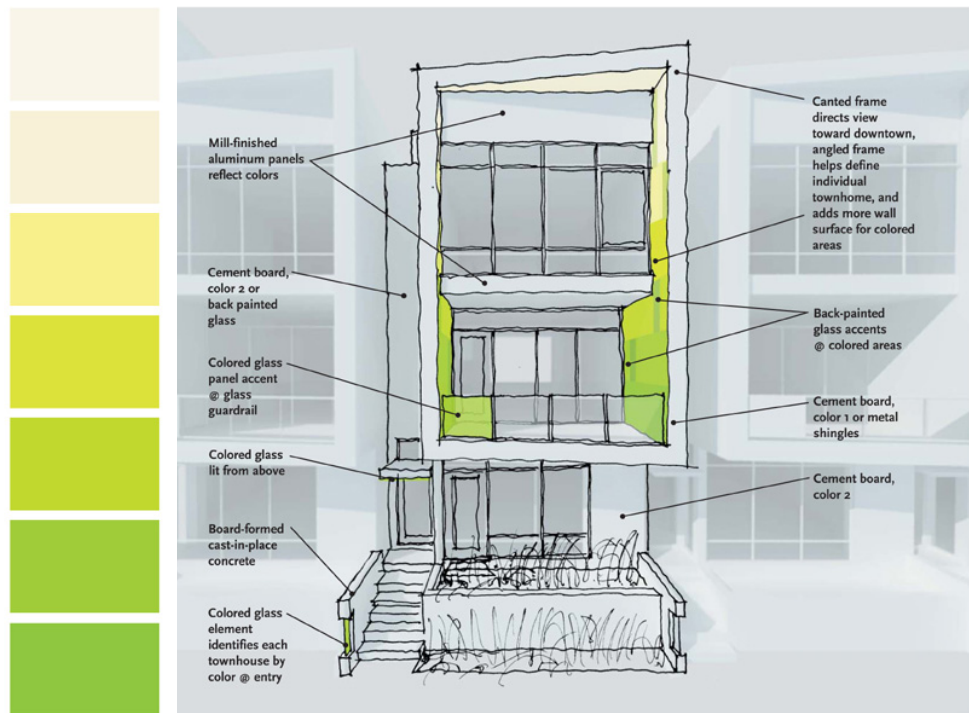 Mill-finished
aluminum panels
reflect colors
Cement board,
color 2 or
back painted
glass
Colored glass
panel accent
@ glass
guardrail
Colored glass
lit from above
Board-formed
cast-in-place
concrete
Colored glass
element
identifies each
townhouse by
color @ entry
Canted frame
directs view
toward downtown,
angled frame
helps define
individual
townhome, and
adds more wall
surface for colored
areas
Back-painted
glass accents
@ colored areas
Cement board,
color 1 or metal
shingles
Cement board,
color 2